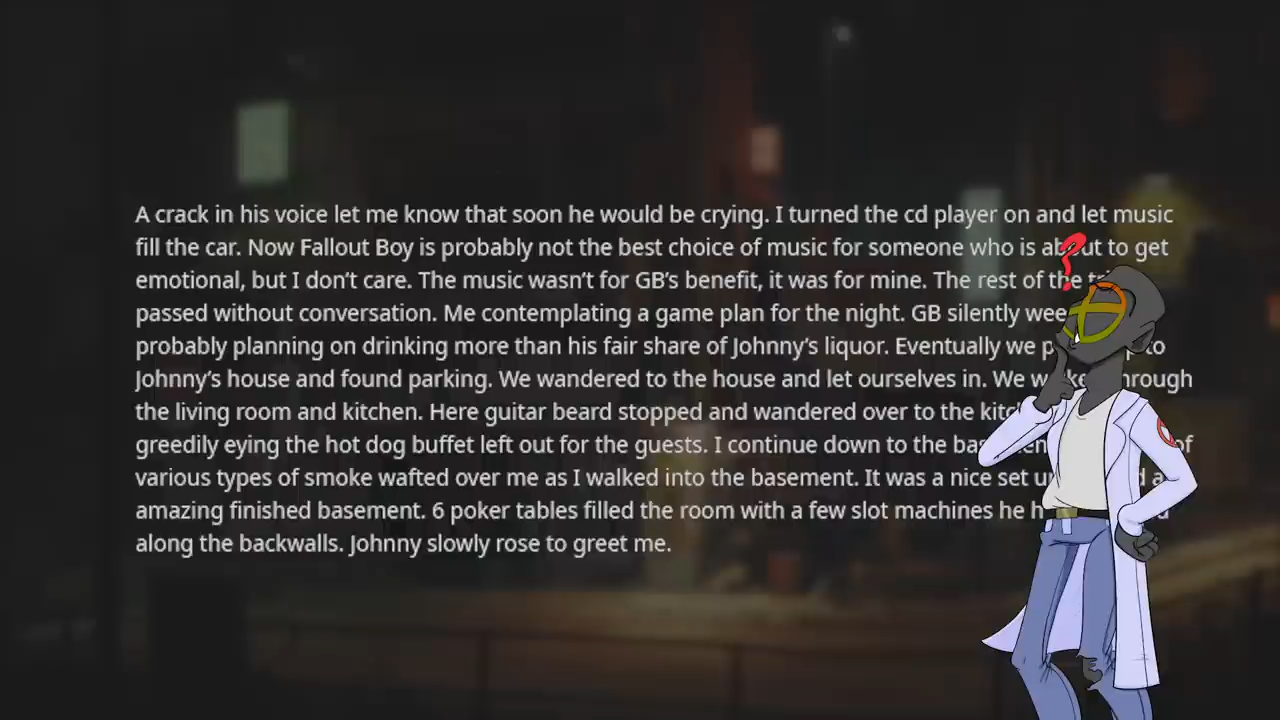 A crack in his voice let me know that soon he would be crying. I turned the cd player on and let music
fill the car. Now Fallout Boy is probably not the best choice of music for someone who is about to get
emotional, but I don’t care. The music wasn’t for GB’s benefit, it was for mine. The rest of the
passed without conversation. Me contemplating a game plan for the night. GB silently
probably planning on drinking more than his fair share of Johnny’s liquor. Eventually we to
Johnny’s house and found parking. We wandered to the house and let ourselves in. We through
the living room and kitchen. Here guitar beard stopped and wandered over to the
greedily eying the hot dog buffet left out for the guests. I continue down to the of
various types of smoke wafted over me as I walked into the basement. It was a nice set
amazing finished basement. 6 poker tables filled the room with a few slot machines he
along the backwalls. Johnny slowly rose to greet me.
?